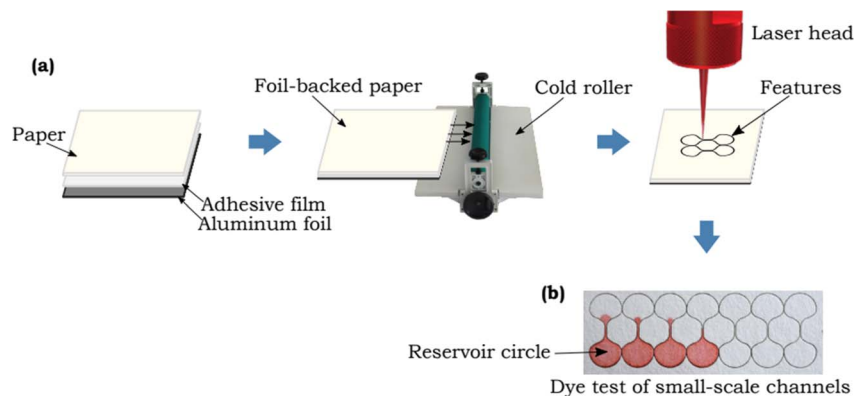 (a)
Paper
Adhesive film
Aluminum foil
Foil-backed paper
Cold roller
Laser head
Features
(b)
Reservoir circle
Dye test of small-scale channels